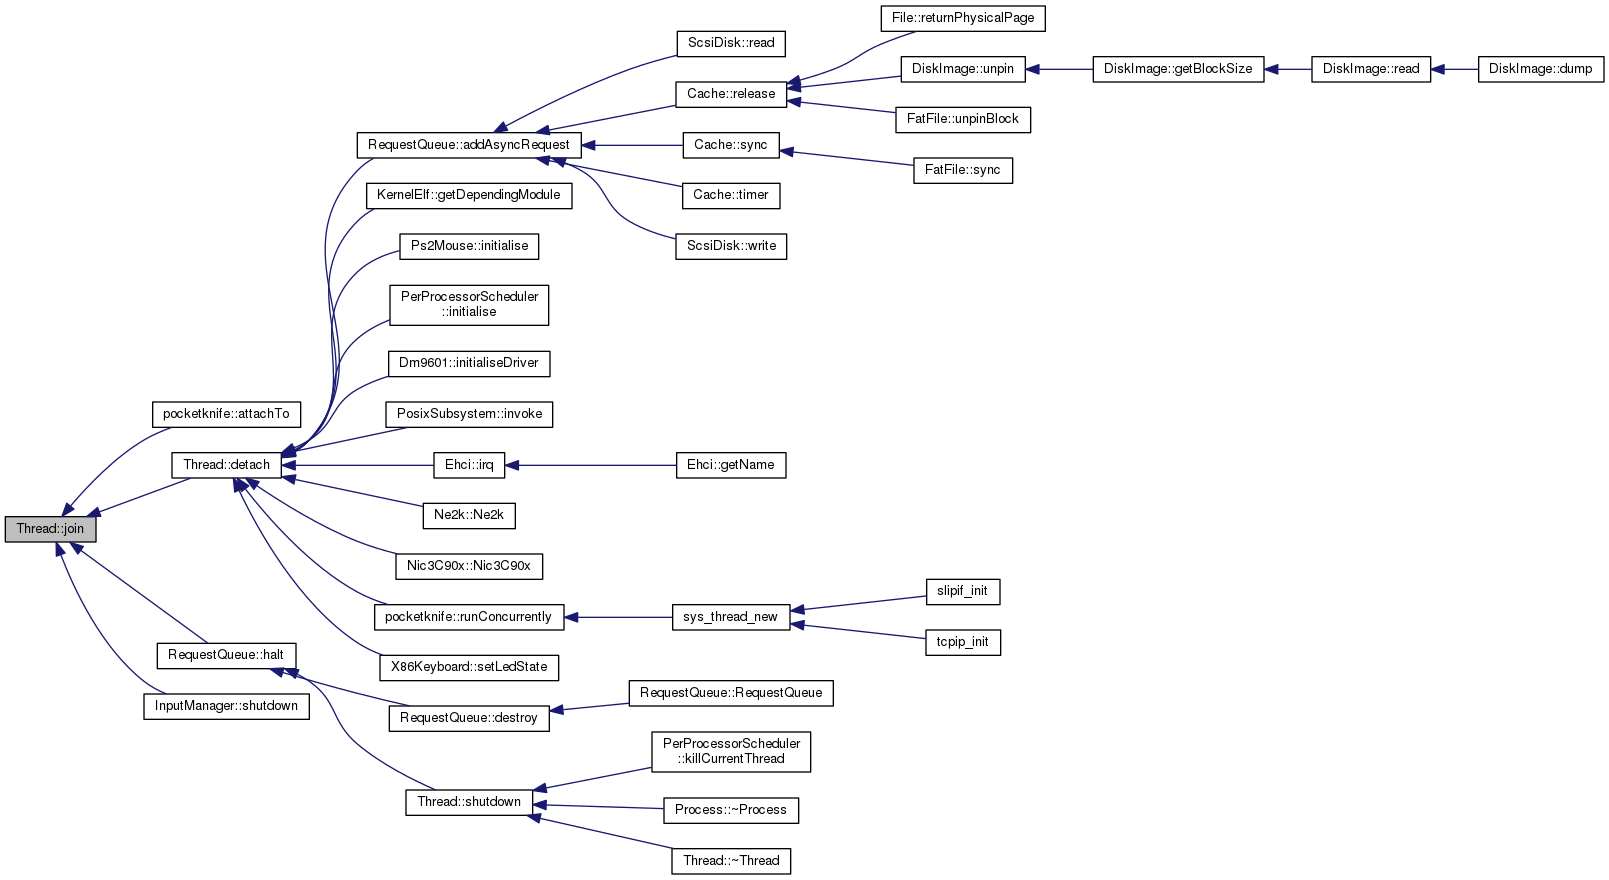 File::returnPhysicalPage
ScsiDisk::read
DiskImage::unpin
DiskImage::getBlockSize
DiskImage::read
DiskImage::dump
Cache::release
FatFile::unpinBlock
RequestQueue::addAsyncRequest
Cache::sync
FatFile::sync
KernelElf::getDependingModule
Cache::timer
Ps2Mouse::initialise
ScsiDisk::write
PerProcessorScheduler
::initialise
Dm9601::initialiseDriver
pocketknife::attachTo
PosixSubsystem::invoke
Thread::detach
Ehci::irq
Ehci::getName
Ne2k::Ne2k
Thread::join
Nic3C90x::Nic3C90x
slipif_init
pocketknife::runConcurrently
sys_thread_new
tcpip_init
RequestQueue::halt
X86Keyboard::setLedState
RequestQueue::RequestQueue
InputManager::shutdown
RequestQueue::destroy
PerProcessorScheduler
::killCurrentThread
Thread::shutdown
Process::~Process
Thread::~Thread